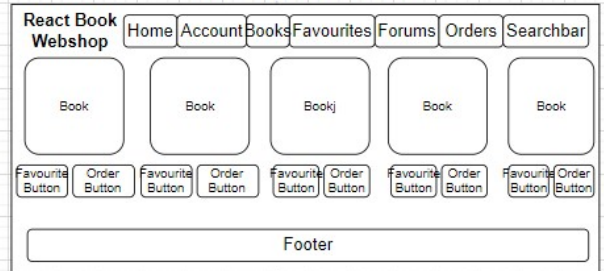 React Book
Webshop
Home Account Books Favourites Forums Orders Searchbar
Book Book Bookj Book Book
Favourite Order Favourite Order Favourite Order Favourite Order Favourite Order
Button Button Button Button Button Button Button Button Button Button
Footer